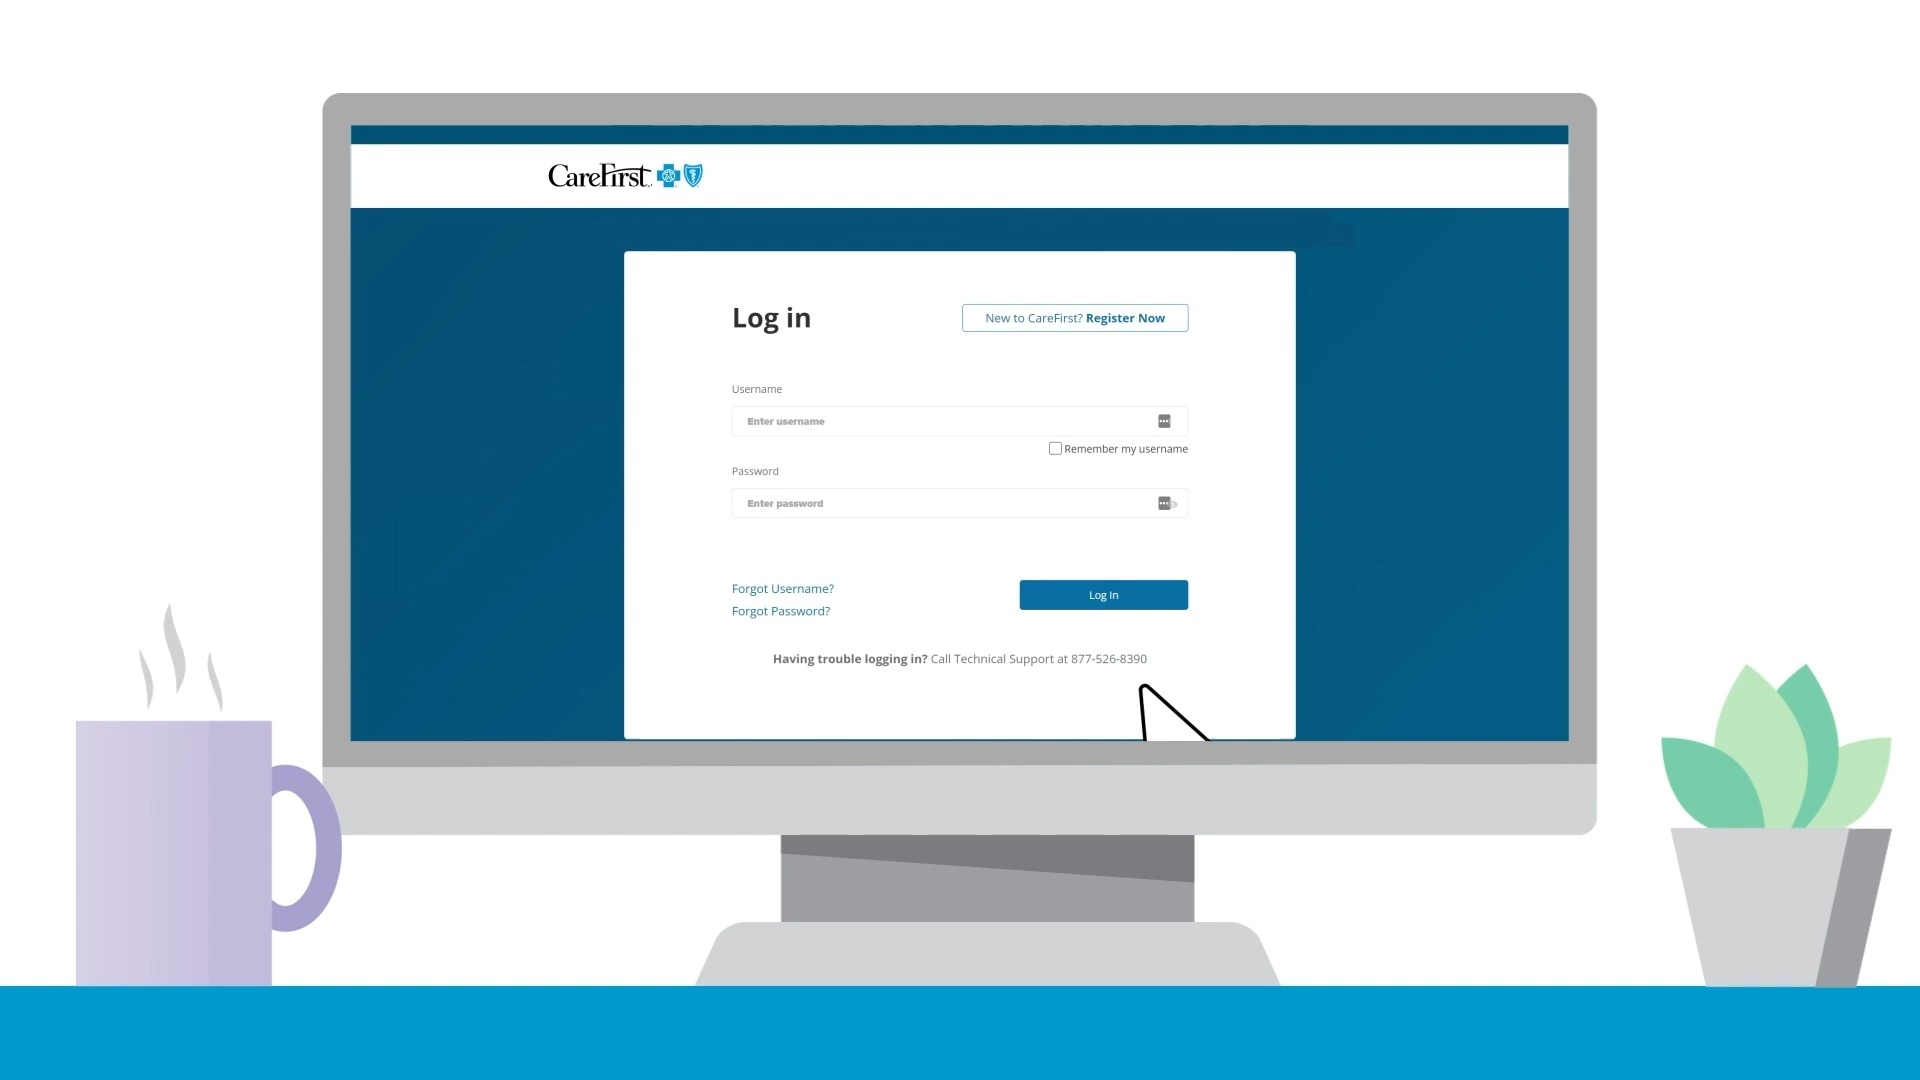 CareFirst
Log in
New to CareFirst? Register Now
Username
Enter username
Remember my username
Password
Enter password
Forgot Username?
Log In
Forgot Password?
Having trouble logging in? Call Technical Support at 877-526-8390